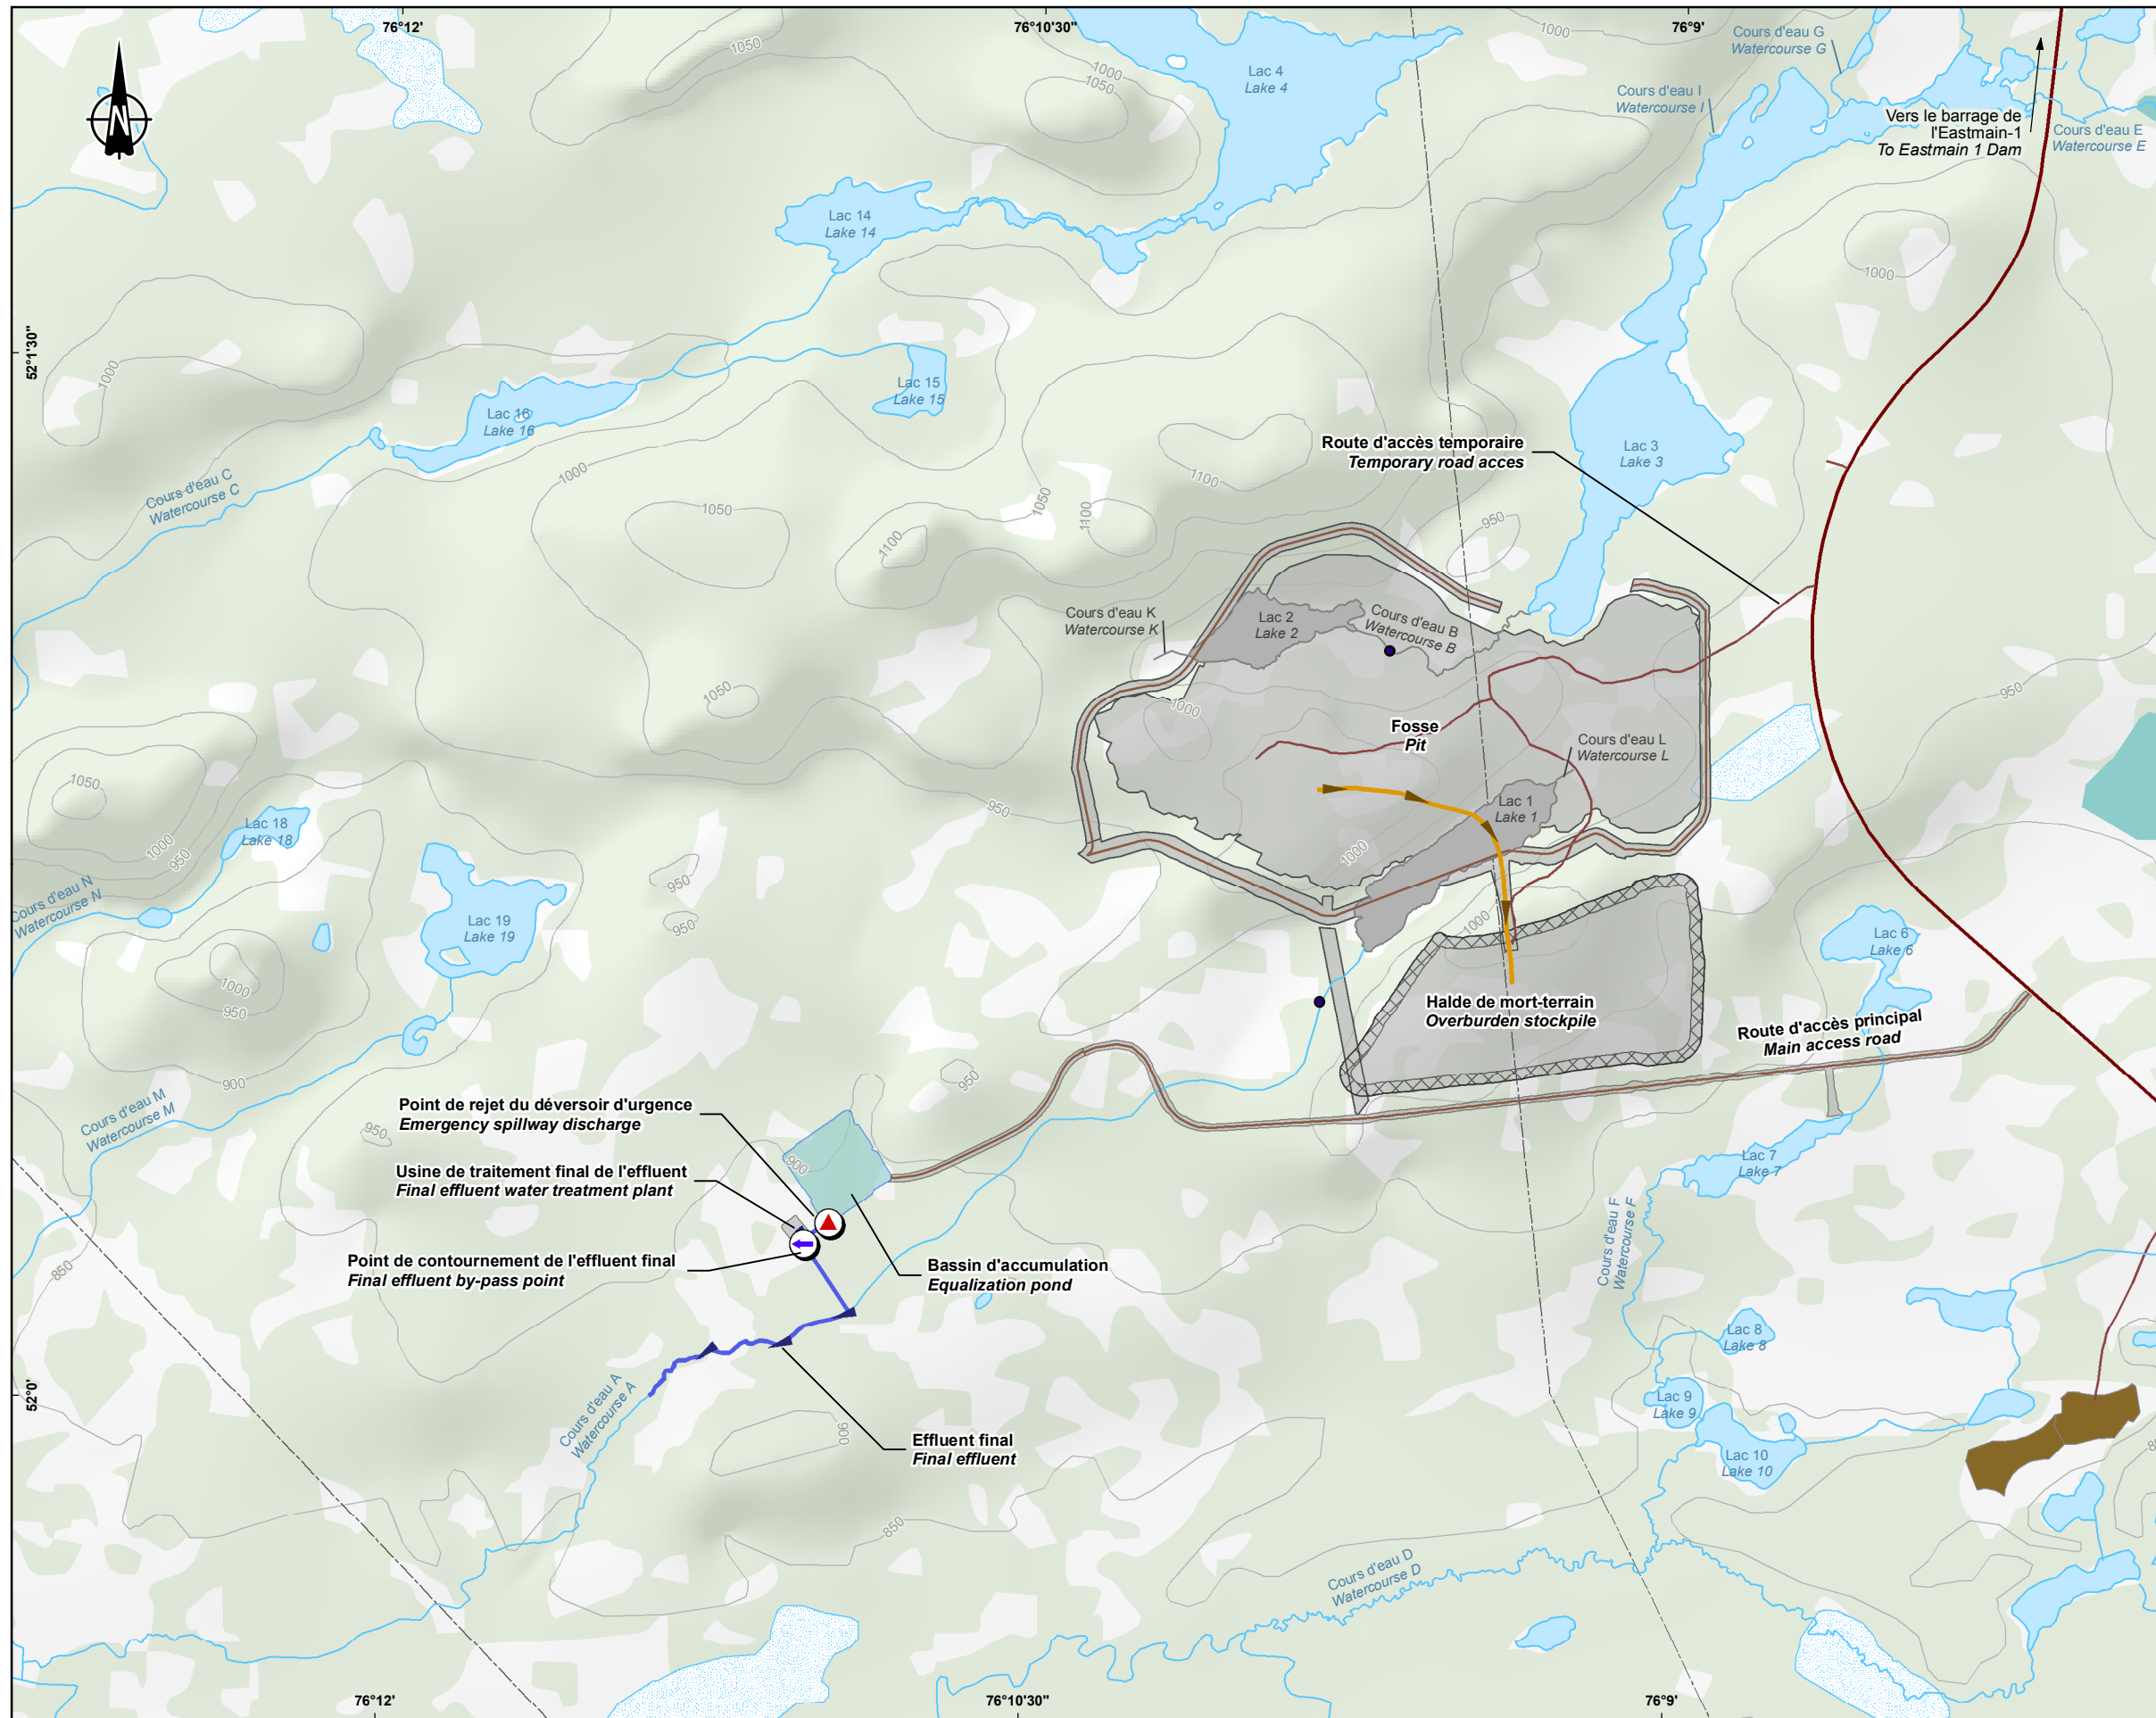 76°12'
76°10'30"
76°9'
1050
1000
1000
1050
Lac 4
Lake 4
Cours d'eau G
Watercourse G
Cours d'eau I
Watercourse I
Vers le barrage de
l'Eastmain-1
To Eastmain 1 Dam
Cours d'eau E
Watercourse E
N
Lac 14
Lake 14
1000
52°1'30"
1000
Lac 15
Lake 15
Lac 16
Lake 16
Route d'accès temporaire
Temporary road acces
Lac 3
Lake 3
Cours d'eau C
Watercourse C
1000
1050
1050
1100
1100
1100
950
Cours d'eau K
Watercourse K
Lac 2
Lake 2
Cours d'eau B
Watercourse B
1050
1000
950
Fosse
Pit
Cours d'eau L
Watercourse L
1050
950
Lac 1
Lake 1
Lac 18
Lake 18
1000
950
1000
950
950
Cours d'eau N
Watercourse N
Lac 19
Lake 19
1000
Lac 6
Lake 6
1000
950
Halde de mort-terrain
Overburden stockpile
Route d'accès principal
Main access road
900
950
Cours d'eau M
Watercourse M
950
Point de rejet du déversoir d'urgence
Emergency spillway discharge
900
Usine de traitement final de l'effluent
Final effluent water treatment plant
Lac 7
Lake 7
Cours d'eau F
Watercourse F
850
Point de contournement de l'effluent final
Final effluent by-pass point
Bassin d'accumulation
Equalization pond
Lac 8
Lake 8
52°0'
Cours d'eau A
Watercourse A
900
Lac 9
Lake 9
Effluent final
Final effluent
Lac 10
Lake 10
850
Cours d'eau D
Watercourse D
76°12'
76°10'30"
76°9'